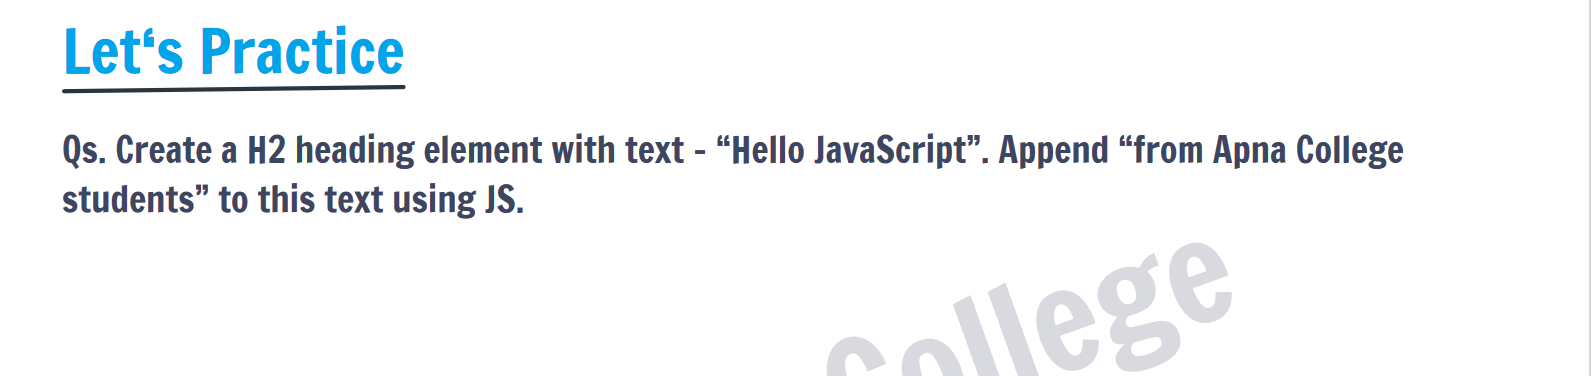 Let‘s Practice
Qs. Create a H2 heading element with text - “Hello JavaScript”. Append “from Apna College
students” to this text using JS.
College